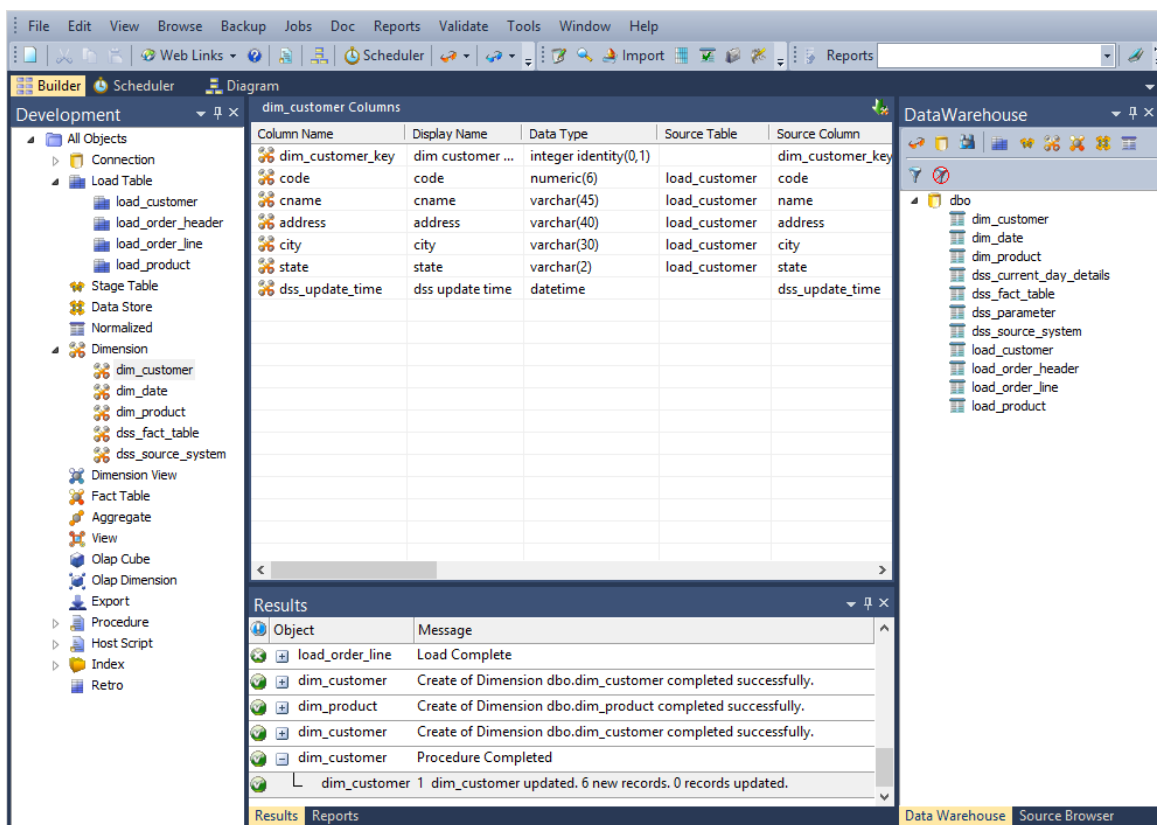 File Edit View Browse Backup Jobs Doc Reports Validate Tools Window Help
Web Links Scheduler Import Reports
Builder Scheduler Diagram
Development
All Objects
Connection
Load Table
load_customer
load_order_header
load_order_line
load_product
Stage Table
Data Store
Normalized
Dimension
dim_customer
dim_date
dim_product
dss_fact_table
dss_source_system
Dimension View
Fact Table
Aggregate
View
Olap Cube
Olap Dimension
Export
Procedure
Host Script
Index
Retro
dim_customer Columns
Column Name Display Name Data Type Source Table Source Column
dim_customer_key dim customer ... integer identity(0,1) dim_customer_key
code code numeric(6) load_customer code
cname cname varchar(45) load_customer name
address address varchar(40) load_customer address
city city varchar(30) load_customer city
state state varchar(2) load_customer state
dss_update_time dss update time datetime dss_update_time
Results
Object Message
load_order_line Load Complete
dim_customer Create of Dimension dbo.dim_customer completed successfully.
dim_product Create of Dimension dbo.dim_product completed successfully.
dim_customer Create of Dimension dbo.dim_customer completed successfully.
dim_customer Procedure Completed
dim_customer 1 dim_customer updated. 6 new records. 0 records updated.
Results Reports
DataWarehouse
dbo
dim_customer
dim_date
dim_product
dss_current_day_details
dss_fact_table
dss_parameter
dss_source_system
load_customer
load_order_header
load_order_line
load_product
Data Warehouse Source Browser